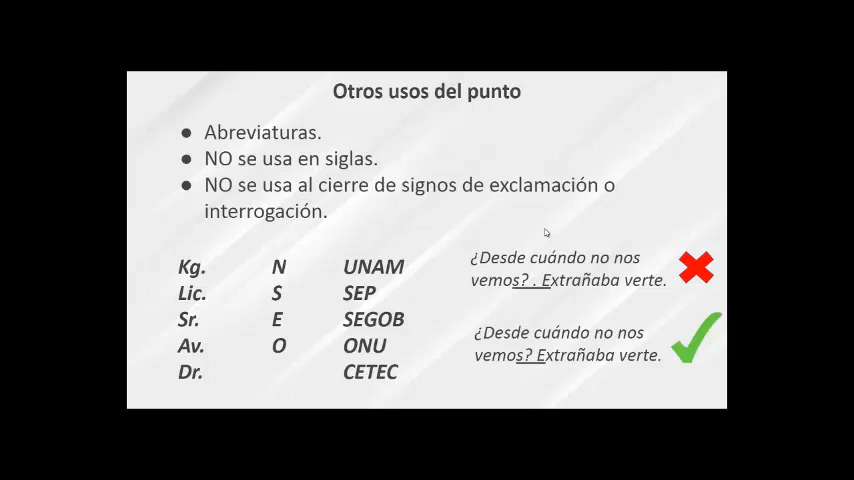 Otros usos del punto
● Abreviaturas.
● NO se usa en siglas.
● NO se usa al cierre de signos de exclamación o
interrogación.
Kg. N UNAM
Lic. S SEP
Sr. E SEGOB
Av. O ONU
Dr. CETEC
¿Desde cuándo no nos
vemos? . Extrañaba verte.
¿Desde cuándo no nos
vemos? Extrañaba verte.